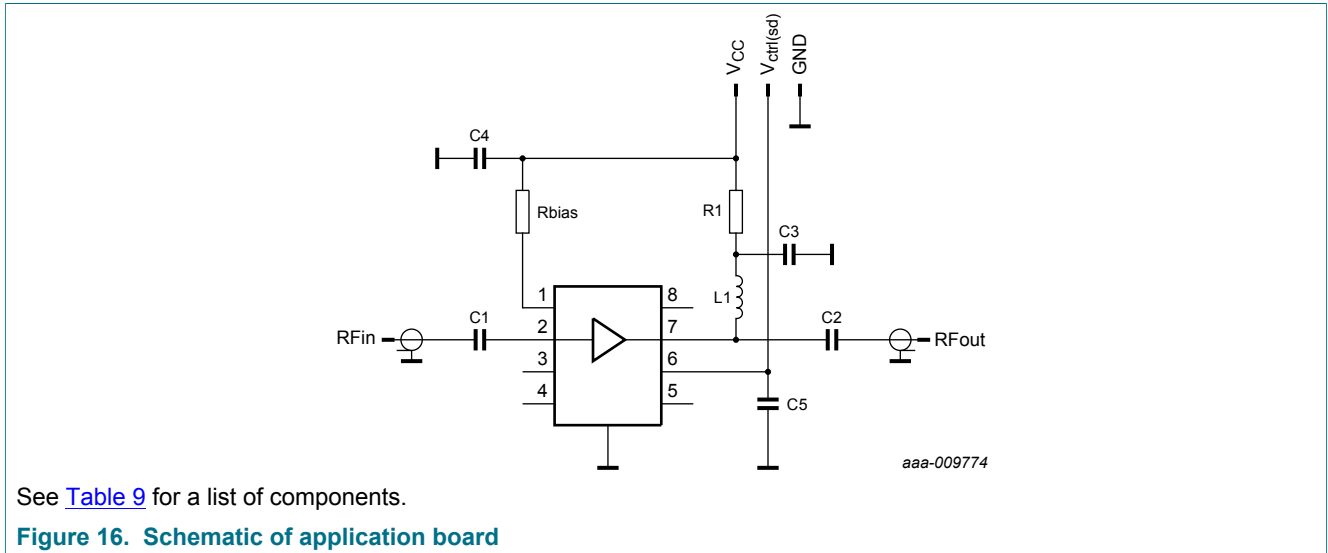 VCC
Vctrl(sd)
GND
C4
Rbias
R1
C3
L1
1
8
RFin
C1
2
7
C2
RFout
3
6
4
5
C5
aaa-009774
See Table 9 for a list of components.
Figure 16. Schematic of application board